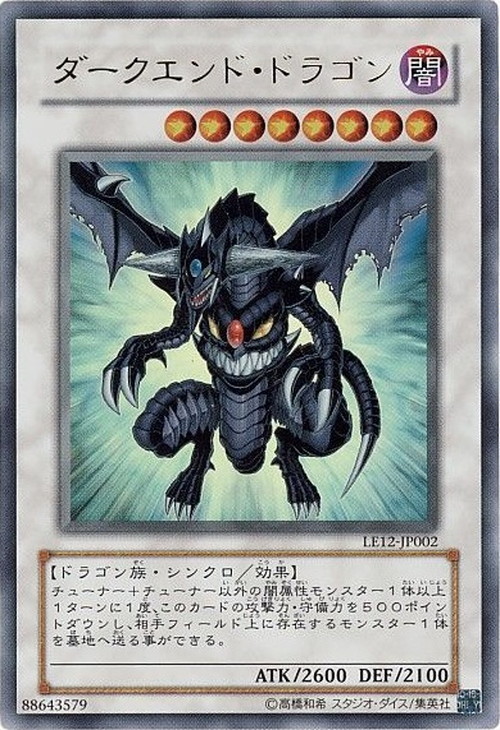 ダークエンド・ドラゴン
やみ
闇
LE12-JP002
【ドラゴン族・シンクロ/効果】
チューナー+チューナー以外の闇属性モンスター1体以上
1ターンに1度、このカードの攻撃力・守備力を500ポイン
トダウンし、相手フィールド上に存在するモンスター1体
を墓地へ送る事ができる。
ATK/2600 DEF/2100
88643579
©高橋和希 スタジオ・ダイス/集英社